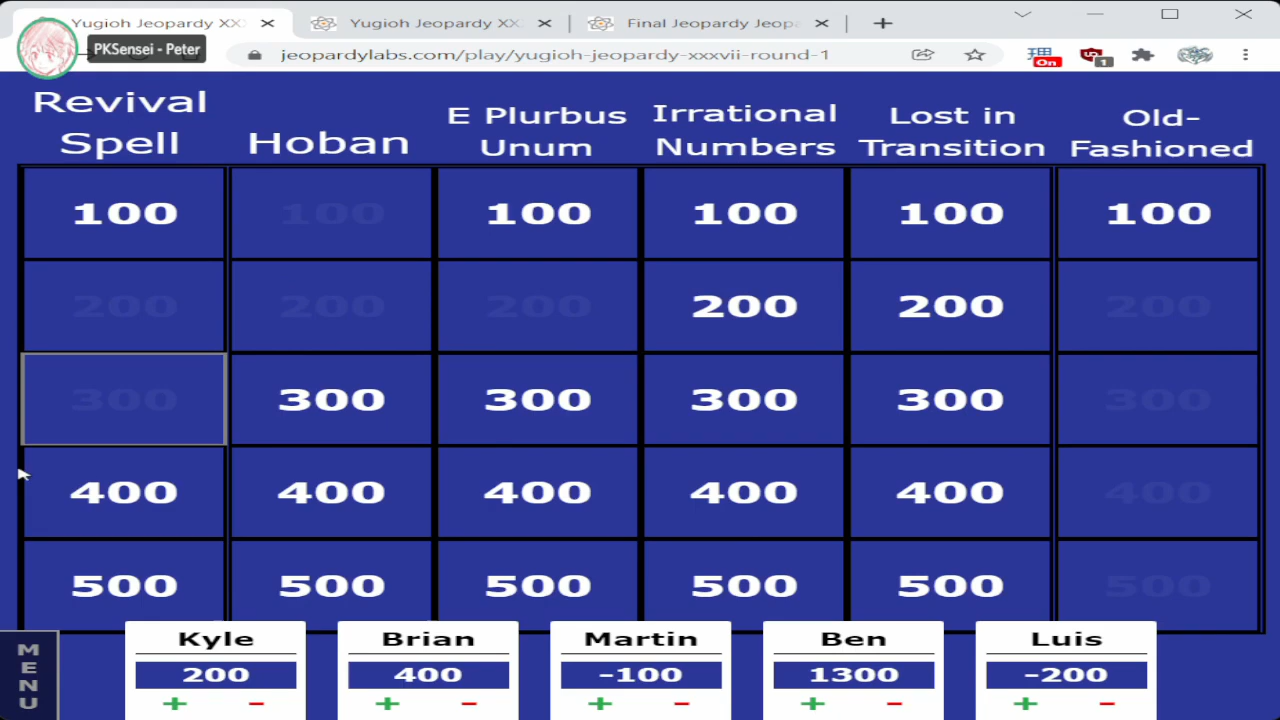 Yugioh Jeopardy XX
Yugioh Jeopardy XX
Final Jeopardy Jeop
PKSensei - Peter
jeopardylabs.com/play/yugioh-jeopardy-xxxvii-round-1
理
On
1
Revival Spell
Hoban
E Plurbus Unum
Irrational Numbers
Lost in Transition
Old-Fashioned
100 100 100 100 100 100
200 200 200 200 200 200
300 300 300 300 300 300
400 400 400 400 400 400
500 500 500 500 500 500
MENU
Kyle Brian Martin Ben Luis
200 400 -100 1300 -200
+ - + - + - + - + -